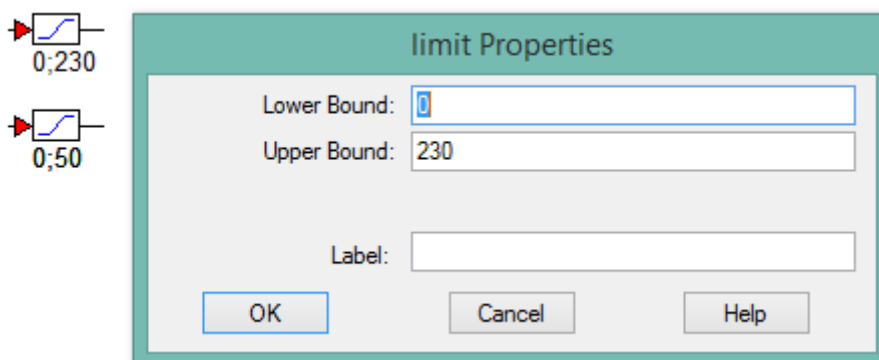 0;230
0;50
limit Properties
Lower Bound: 0
Upper Bound: 230
Label:
OK Cancel Help